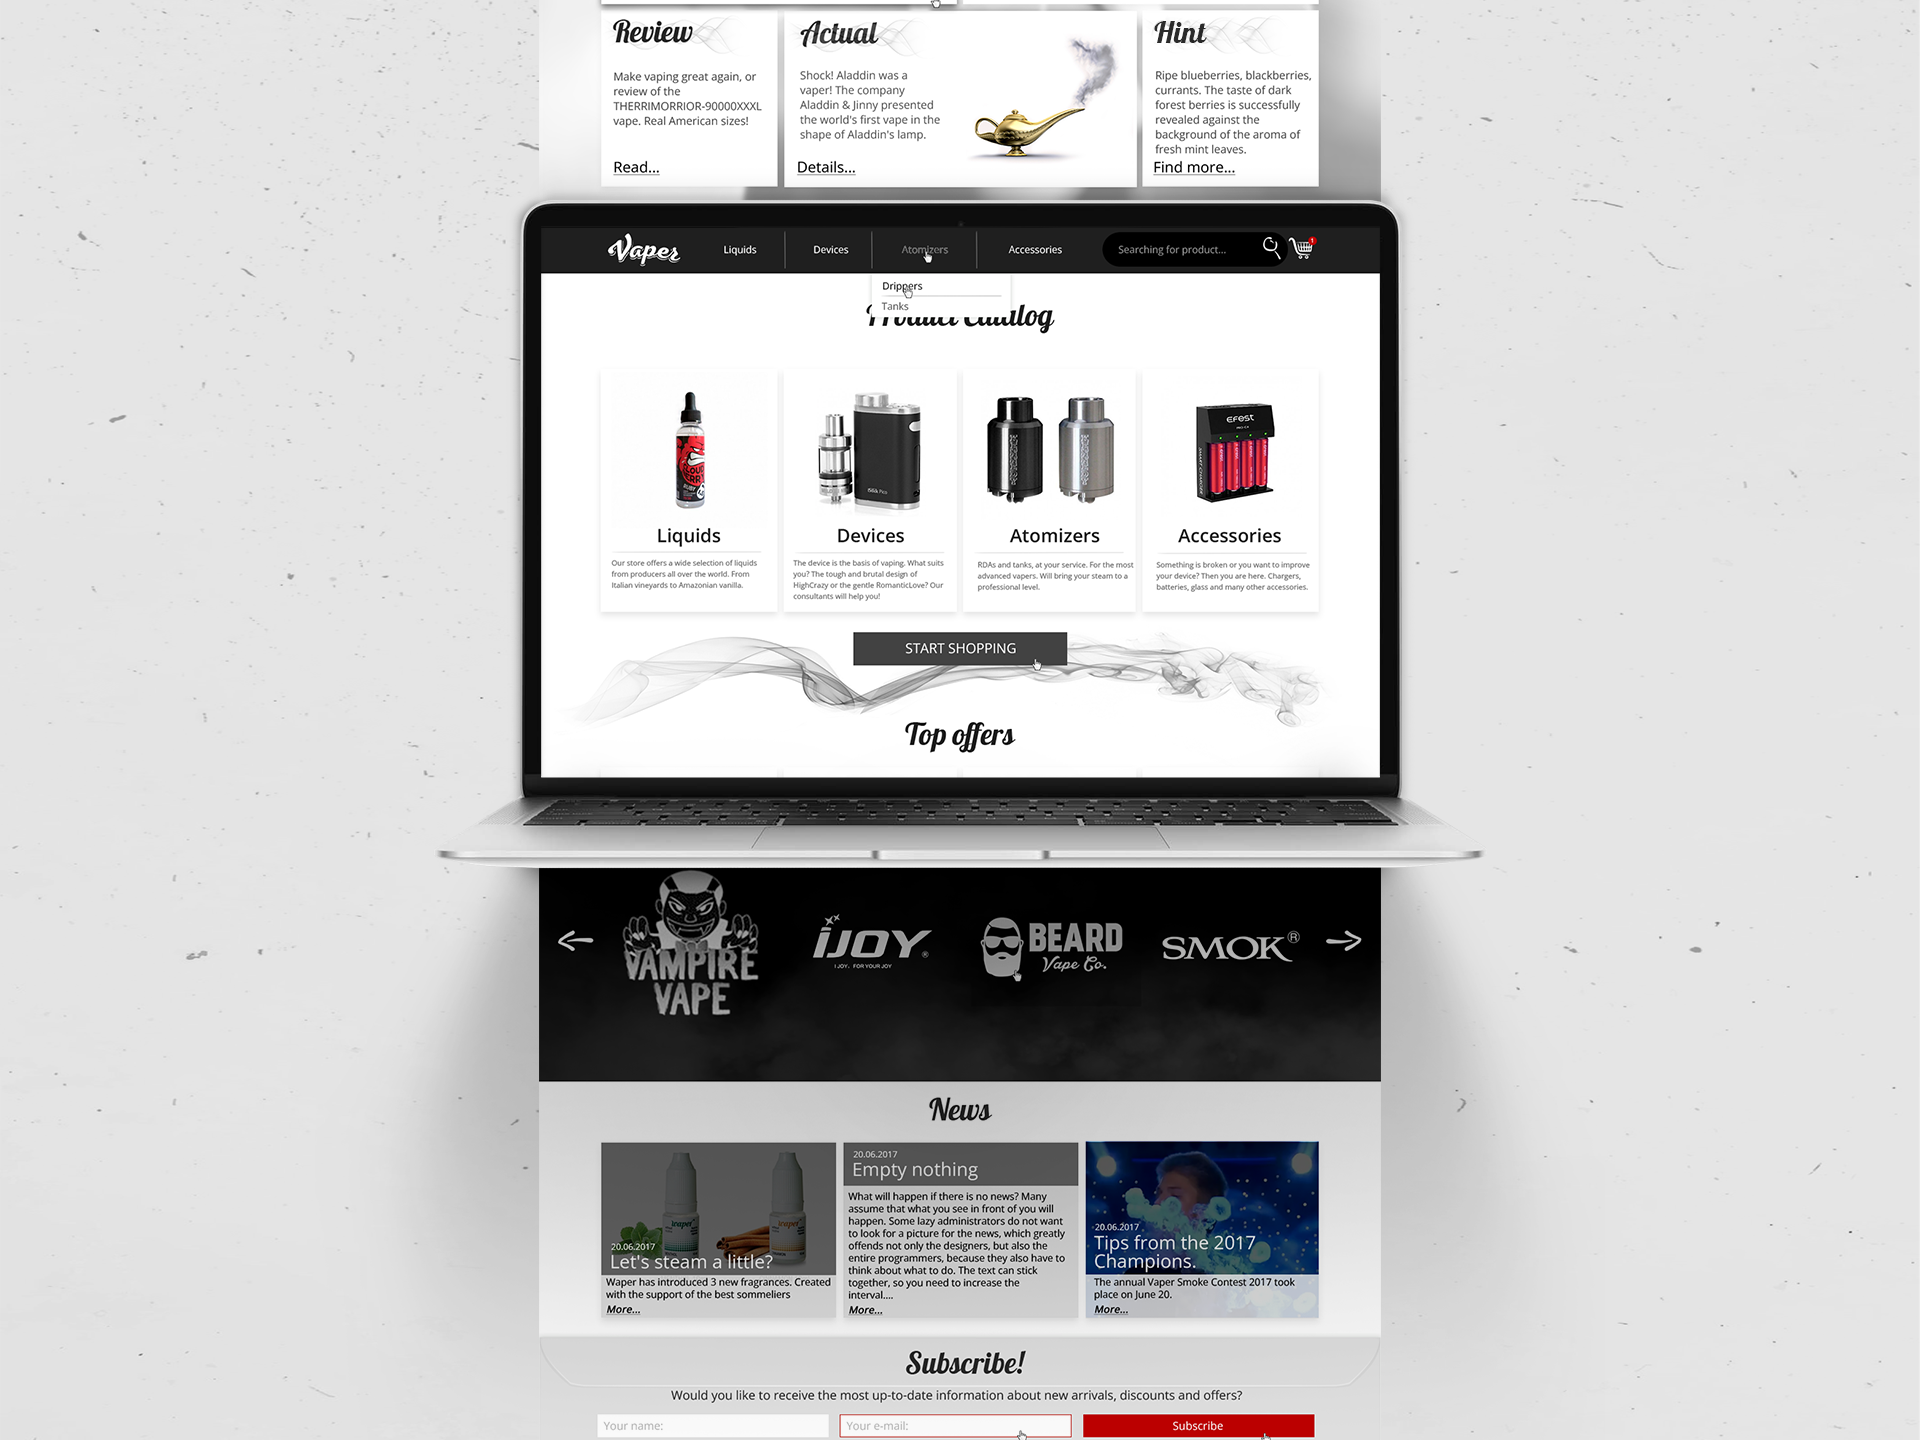 Review
Make vaping great again, or
review of the
THERRIMORRIOR-90000XXXL
vape. Real American sizes!
Read...
Actual
Shock! Aladdin was a
vaper! The company
Aladdin & Jinny presented
the world's first vape in the
shape of Aladdin's lamp.
Details...
Hint
Ripe blueberries, blackberries,
currants. The taste of dark
forest berries is successfully
revealed against the
background of the aroma of
fresh mint leaves.
Find more...
Vaper
Liquids
Devices
Atomizers
Accessories
Searching for product...
1
Drippers
Tanks
Product Catalog
EFEST
iStick Pico
Liquids
Our store offers a wide selection of liquids
from producers all over the world. From
Italian vineyards to Amazonian vanilla.
Devices
The device is the basis of vaping. What suits
you? The tough and brutal design of
HighCrazy or the gentle RomanticLove? Our
consultants will help you!
Atomizers
RDAs and tanks, at your service. For the most
advanced vapers. Will bring your steam to a
professional level.
Accessories
Something is broken or you want to improve
your device? Then you are here. Chargers,
batteries, glass and many other accessories.
START SHOPPING
Top offers
VAMPIRE
VAPE
iJOY®
I JOY. FOR YOUR JOY
BEARD
Vape Co.
SMOK®
News
20.06.2017
Let's steam a little?
Waper has introduced 3 new fragrances. Created
with the support of the best sommeliers
More...
20.06.2017
Empty nothing
What will happen if there is no news? Many
assume that what you see in front of you will
happen. Some lazy administrators do not want
to look for a picture for the news, which greatly
offends not only the designers, but also the
entire programmers, because they also have to
think about what to do. The text can stick
together, so you need to increase the
interval....
More...
20.06.2017
Tips from the 2017
Champions.
The annual Vaper Smoke Contest 2017 took
place on June 20.
More...
Subscribe!
Would you like to receive the most up-to-date information about new arrivals, discounts and offers?
Your name:
Your e-mail:
Subscribe